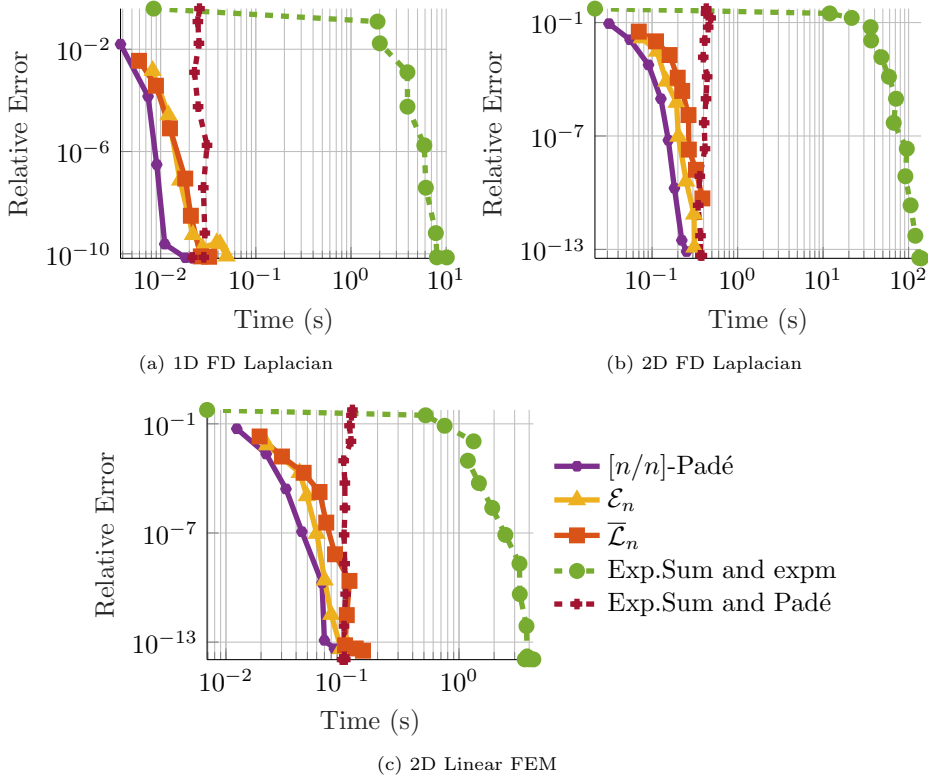 10^{-2}
10^{-6}
10^{-10}
Relative Error
10^{-2}
10^{-1}
10^{0}
10^{1}
Time (s)
(a) 1D FD Laplacian
10^{-1}
10^{-7}
10^{-13}
Relative Error
10^{-1}
10^{0}
10^{1}
10^{2}
Time (s)
(b) 2D FD Laplacian
10^{-1}
10^{-7}
10^{-13}
Relative Error
10^{-2}
10^{-1}
10^{0}
Time (s)
(c) 2D Linear FEM
[n/n]-Padé
ℰ_n
\overline{ℒ}_n
Exp.Sum and expm
Exp.Sum and Padé